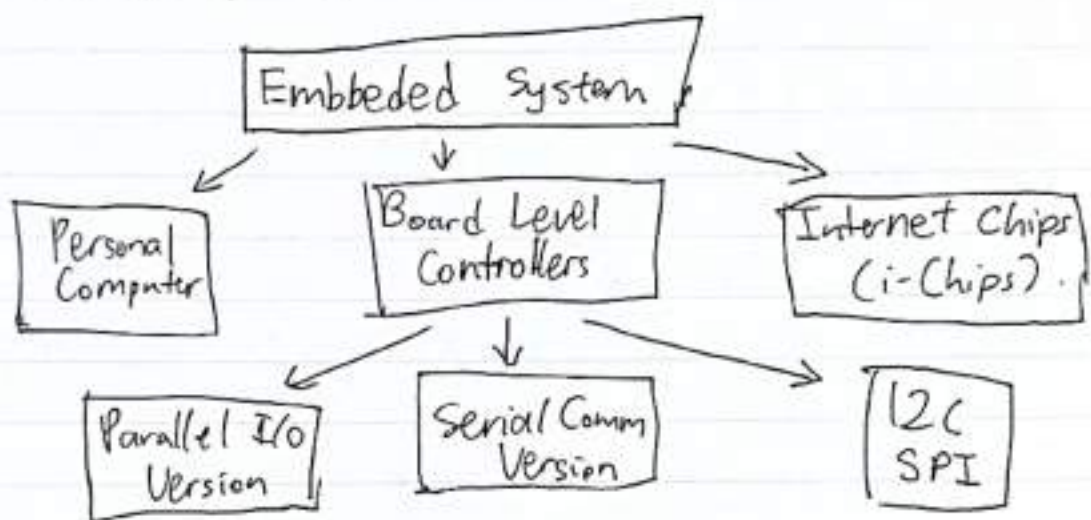 Embbeded System
Personal
Computer
Board Level
Controllers
Internet Chips
(i-Chips).
Parallel I/O
Version
Serial Comm
Version
I2C
SPI